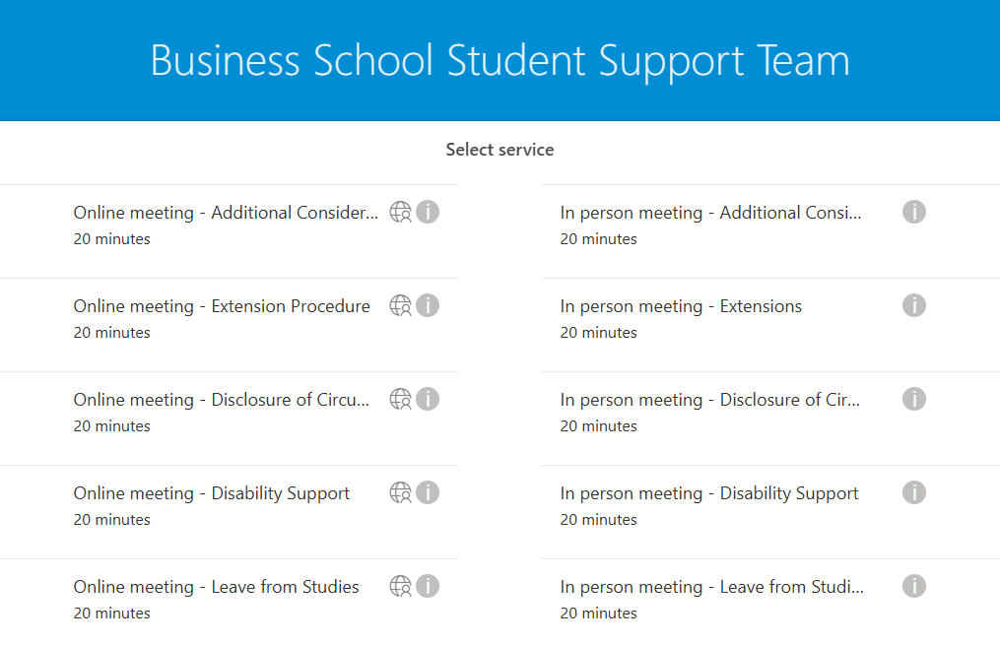 Business School Student Support Team
Select service
Online meeting - Additional Consider...
20 minutes
In person meeting - Additional Consi...
20 minutes
Online meeting - Extension Procedure
20 minutes
In person meeting - Extensions
20 minutes
Online meeting - Disclosure of Circu...
20 minutes
In person meeting - Disclosure of Cir...
20 minutes
Online meeting - Disability Support
20 minutes
In person meeting - Disability Support
20 minutes
Online meeting - Leave from Studies
20 minutes
In person meeting - Leave from Studi...
20 minutes